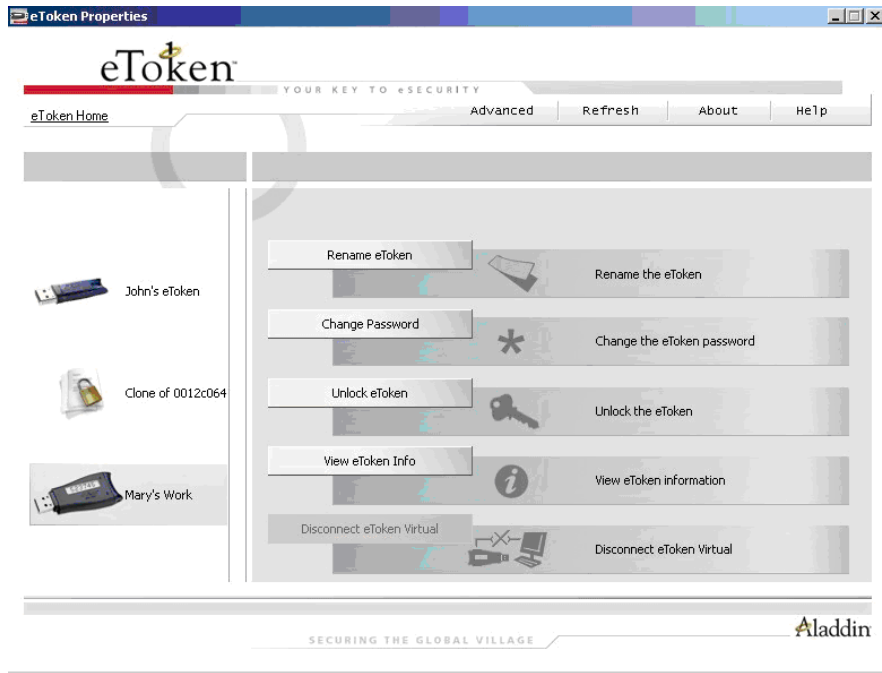 eToken Properties
eToken
YOUR KEY TO eSECURITY
eToken Home
Advanced
Refresh
About
Help
John's eToken
Clone of 0012c064
Mary's Work
Rename eToken
Rename the eToken
Change Password
Change the eToken password
Unlock eToken
Unlock the eToken
View eToken Info
View eToken information
Disconnect eToken Virtual
Disconnect eToken Virtual
Aladdin
SECURING THE GLOBAL VILLAGE